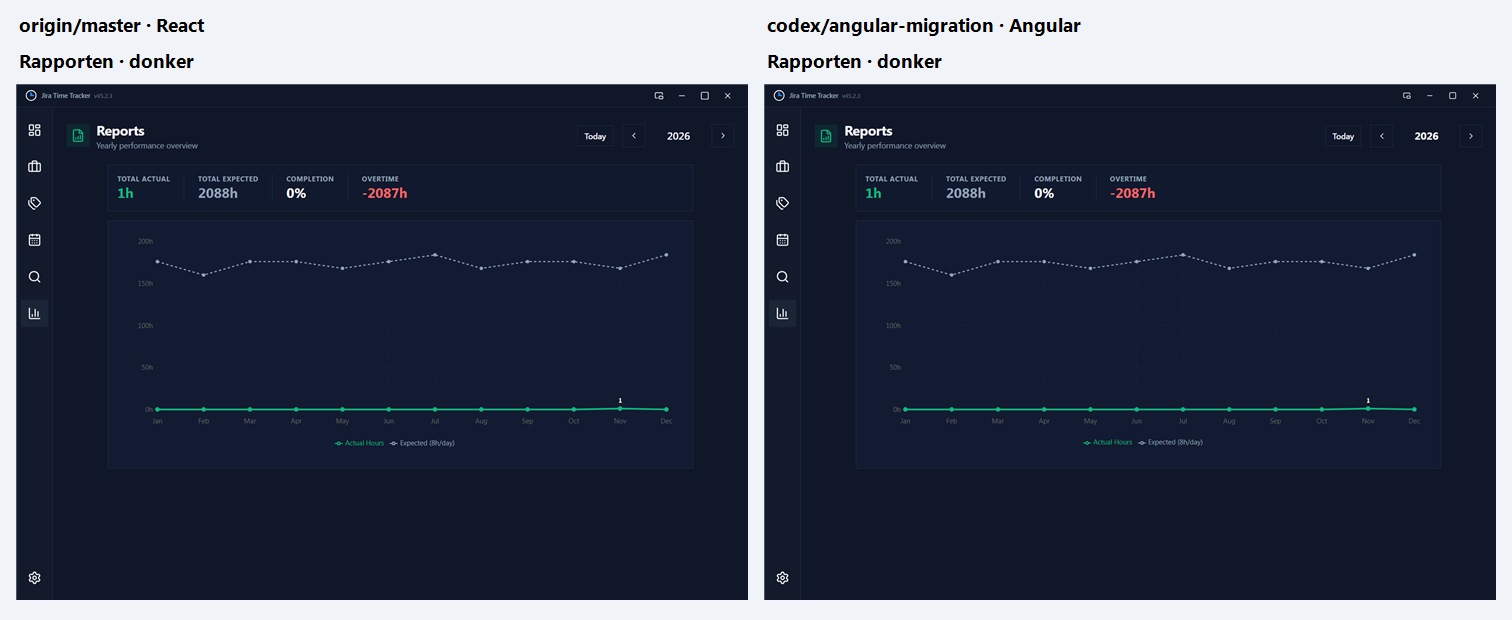 origin/master · React
Rapporten · donker
Jira Time Tracker v45.2.3
Reports
Yearly performance overview
Today
2026
TOTAL ACTUAL
1h
TOTAL EXPECTED
2088h
COMPLETION
0%
OVERTIME
-2087h
200h
150h
100h
50h
0h
1
Jan Feb Mar Apr May Jun Jul Aug Sep Oct Nov Dec
Actual Hours Expected (8h/day)
codex/angular-migration · Angular
Rapporten · donker
Jira Time Tracker v45.2.3
Reports
Yearly performance overview
Today
2026
TOTAL ACTUAL
1h
TOTAL EXPECTED
2088h
COMPLETION
0%
OVERTIME
-2087h
200h
150h
100h
50h
0h
1
Jan Feb Mar Apr May Jun Jul Aug Sep Oct Nov Dec
Actual Hours Expected (8h/day)